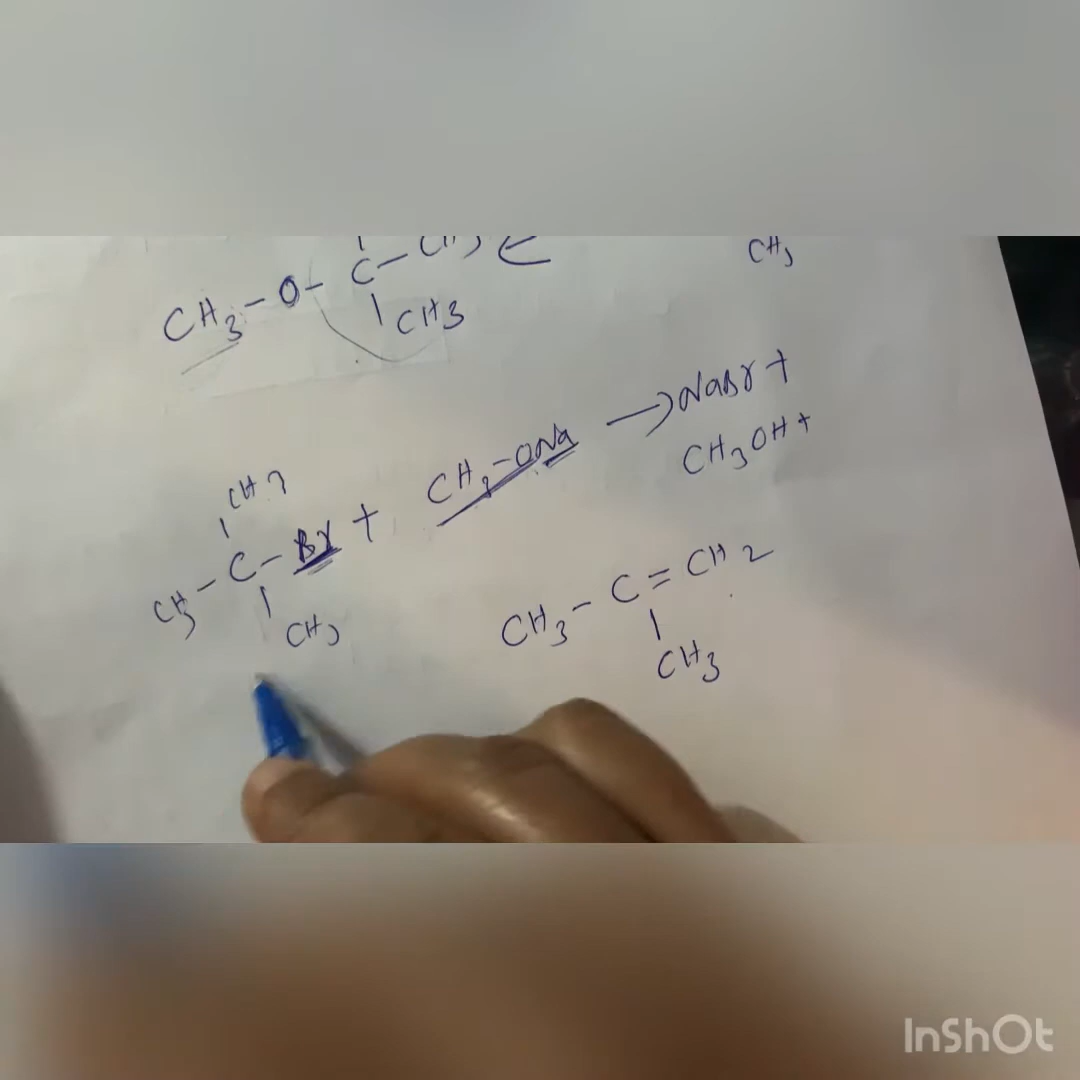 CH3
CH3-O-C-CH3
CH3
CH3-ONa → NaBr +
CH3OH +
CH3
CH3-C-Br +
CH3
CH3-C=CH2
CH3
InShOt